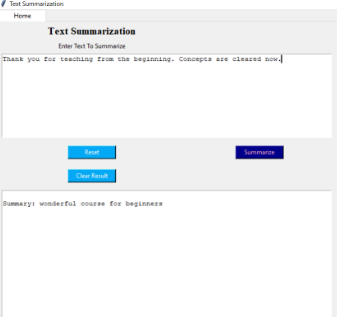 Text Summarization
Home
Text Summarization
Enter Text To Summarize
Thank you for teaching from the beginning. Concepts are cleared now.
Reset
Summarize
Clear Result
Summary: wonderful course for beginners